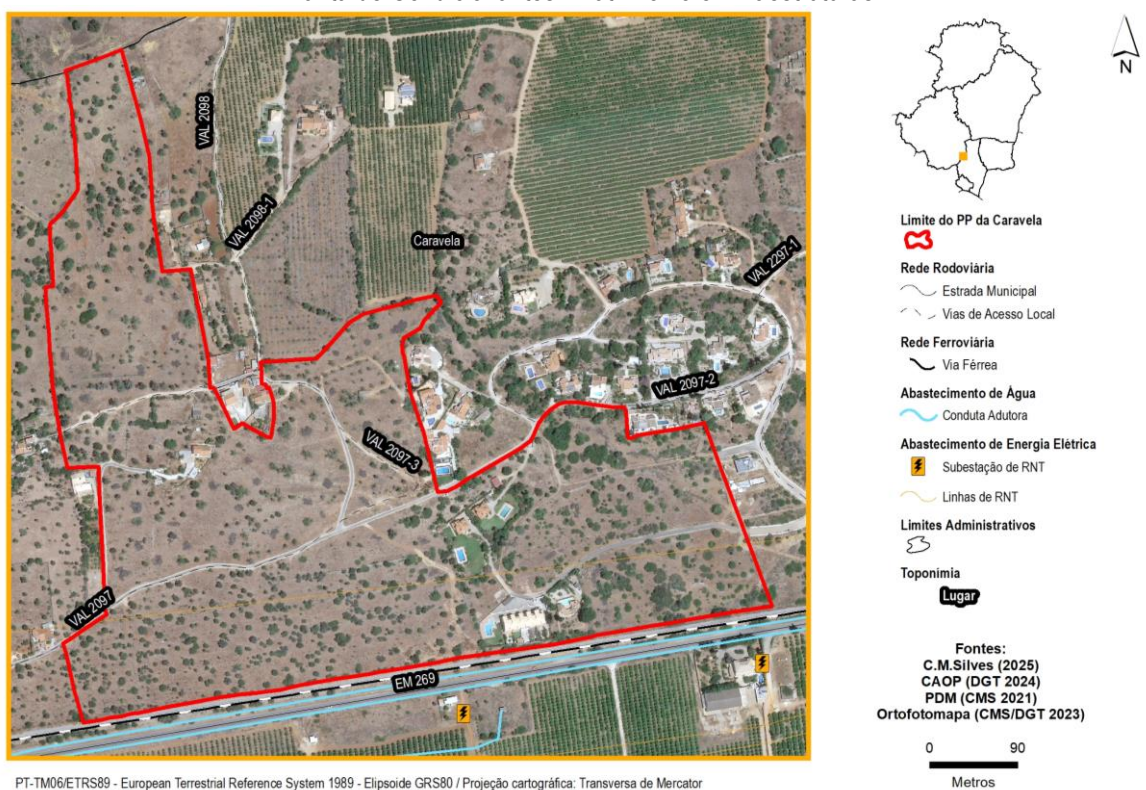 VAL 2098
VAL 2098-1
Caravela
VAL 2297-1
VAL 2097-2
VAL 2097-3
VAL 2097
EM 269
N
Limite do PP da Caravela
Rede Rodoviária
Estrada Municipal
Vias de Acesso Local
Rede Ferroviária
Via Férrea
Abastecimento de Àgua
Conduta Adutora
Abastecimento de Energia Elétrica
Subestação de RNT
Linhas de RNT
Limites Administrativos
Toponímia
Lugar
Fontes:
C.M.Silves (2025)
CAOP (DGT 2024)
PDM (CMS 2021)
Ortofotomapa (CMS/DGT 2023)
0 90
Metros
PT-TM06/ETRS89 - European Terrestrial Reference System 1989 - Elipsoide GRS80 / Projeção cartográfica: Transversa de Mercator